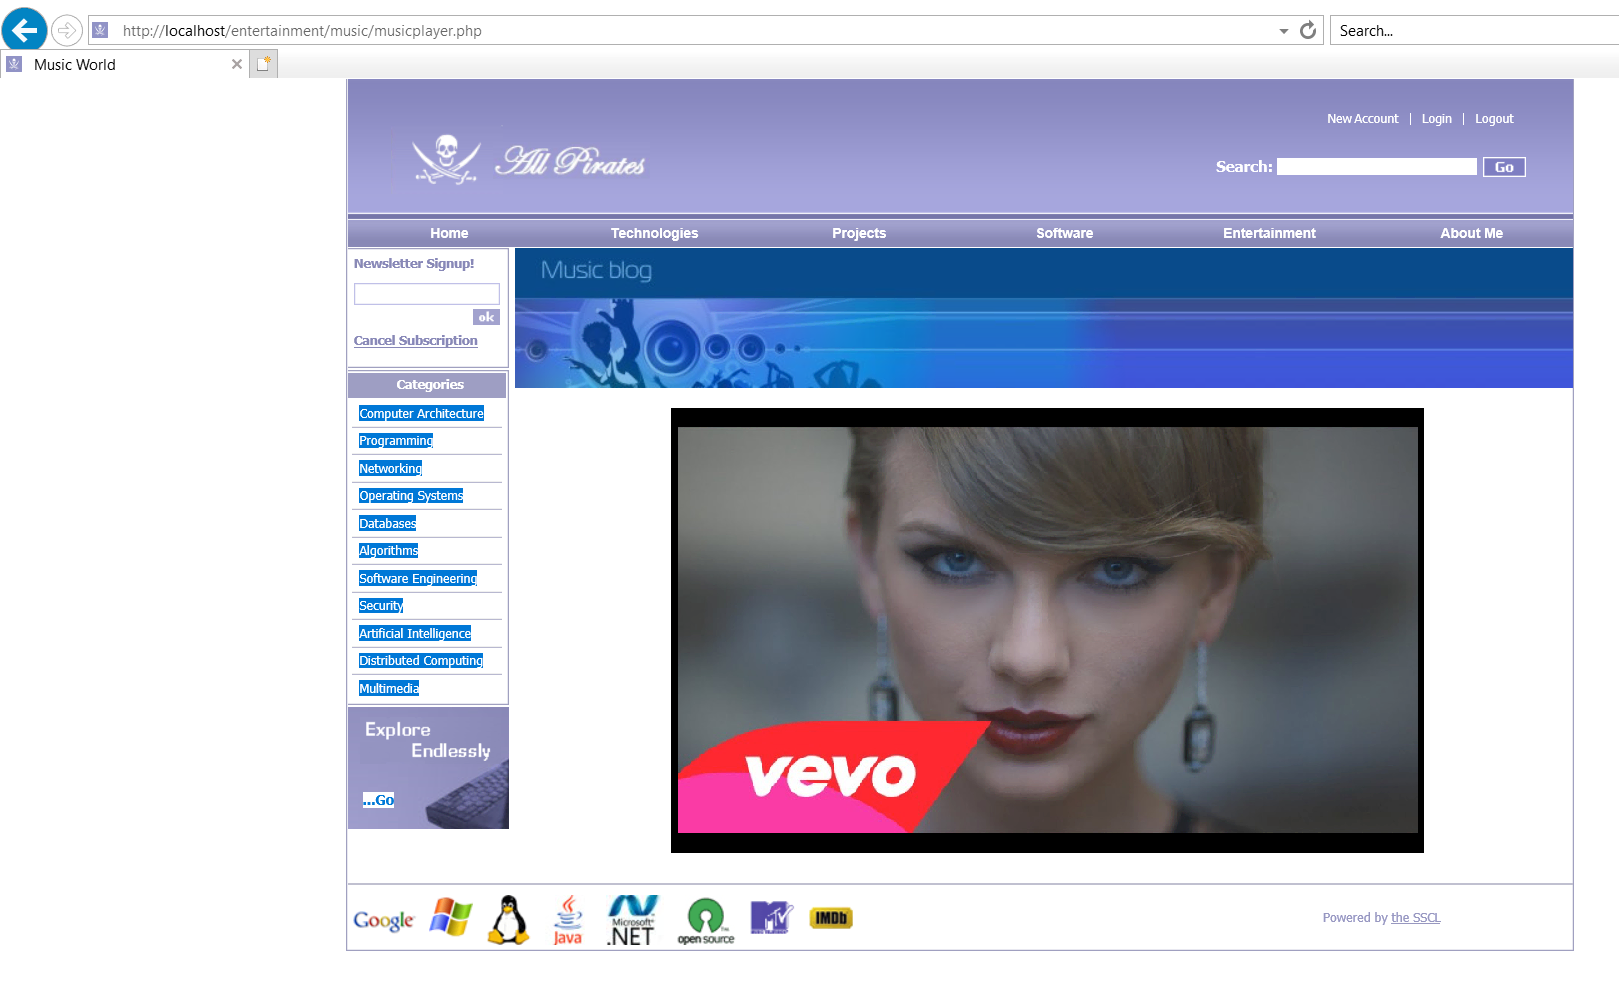 http://localhost/entertainment/music/musicplayer.php
Search...
Music World
New Account | Login | Logout
All Pirates
Search: Go
Home Technologies Projects Software Entertainment About Me
Newsletter Signup!
ok
Cancel Subscription
Categories
Computer Architecture
Programming
Networking
Operating Systems
Databases
Algorithms
Software Engineering
Security
Artificial Intelligence
Distributed Computing
Multimedia
Explore
Endlessly
...Go
Music blog
vevo
Google
Java
Microsoft
.NET
open source
MTV
MUSIC TELEVISION
IMDb
Powered by the SSCL